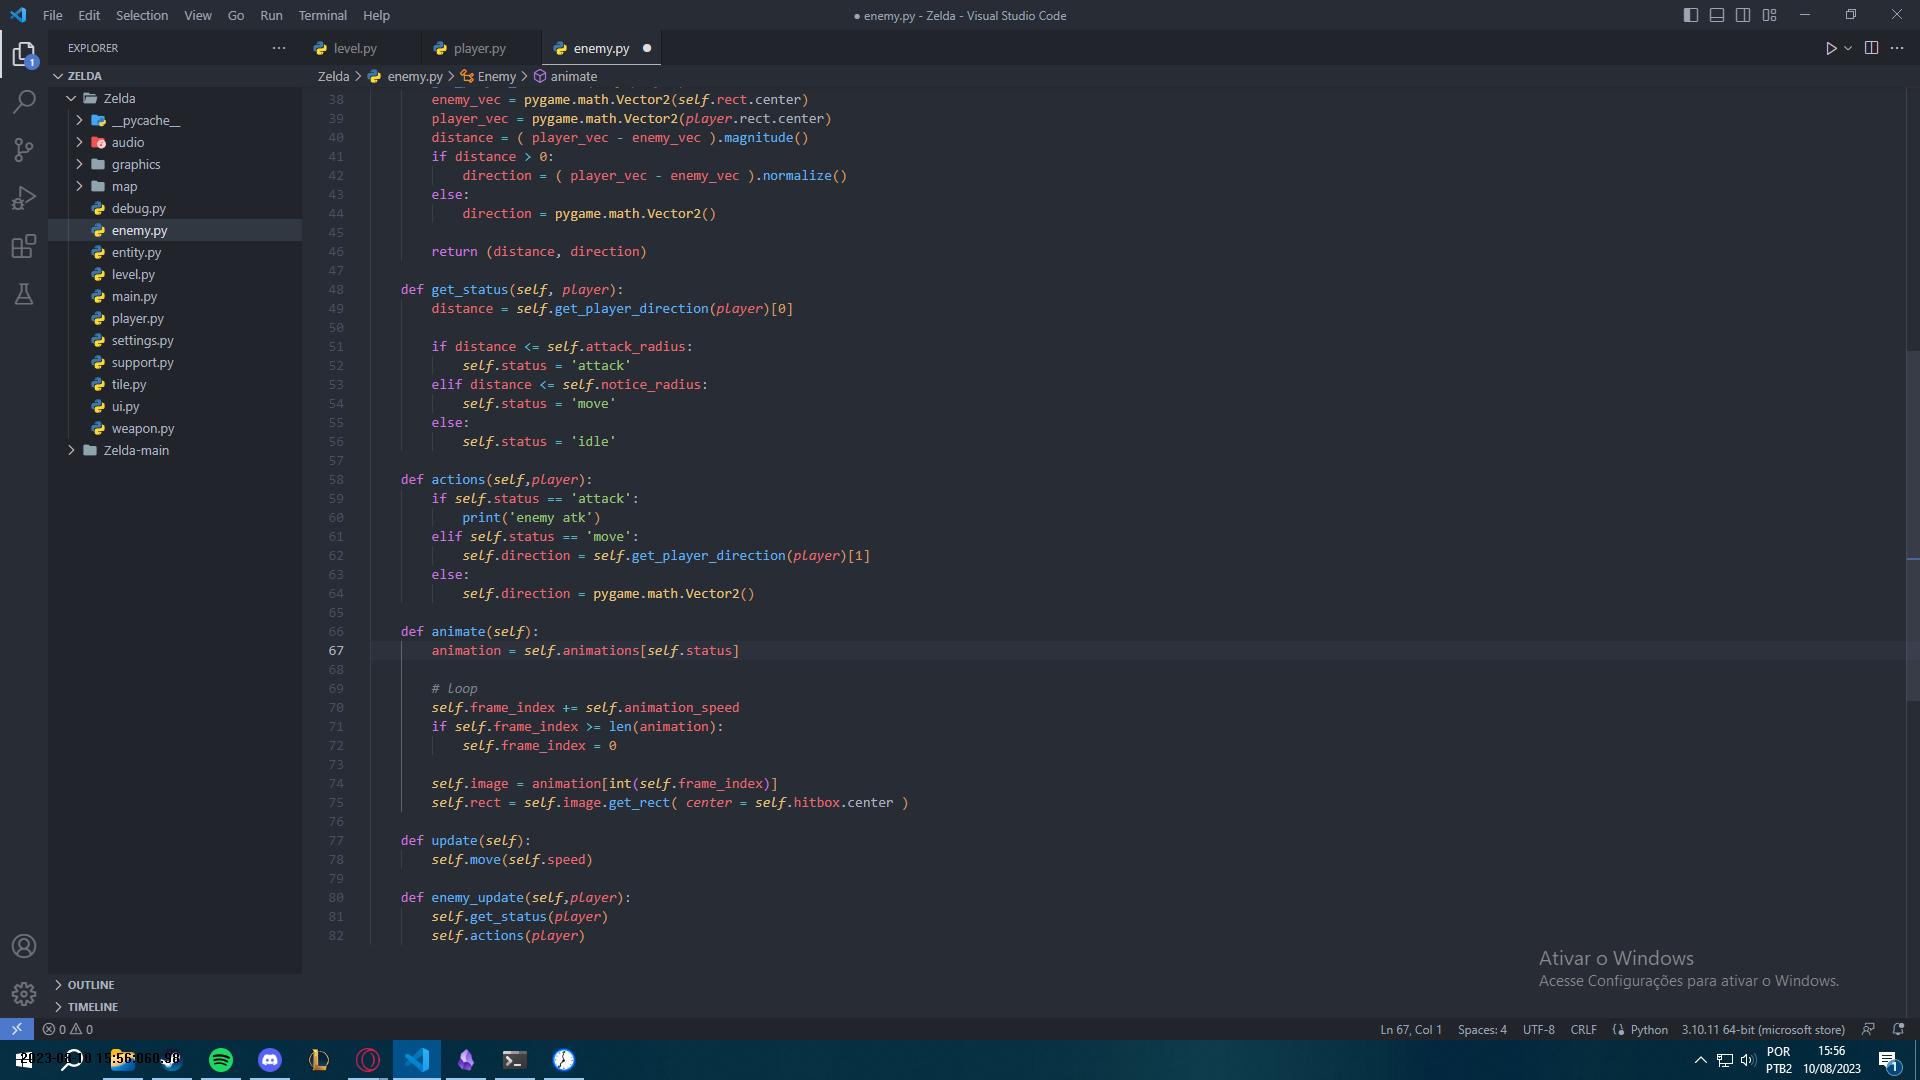 File Edit Selection View Go Run Terminal Help
● enemy.py - Zelda - Visual Studio Code
EXPLORER
level.py
player.py
enemy.py
ZELDA
Zelda > enemy.py > Enemy > animate
1
Zelda
__pycache__
audio
graphics
map
debug.py
enemy.py
entity.py
level.py
main.py
player.py
settings.py
support.py
tile.py
ui.py
weapon.py
Zelda-main
38 enemy_vec = pygame.math.Vector2(self.rect.center)
39 player_vec = pygame.math.Vector2(player.rect.center)
40 distance = ( player_vec - enemy_vec ).magnitude()
41 if distance > 0:
42 direction = ( player_vec - enemy_vec ).normalize()
43 else:
44 direction = pygame.math.Vector2()
45
46 return (distance, direction)
47
48 def get_status(self, player):
49 distance = self.get_player_direction(player)[0]
50
51 if distance <= self.attack_radius:
52 self.status = 'attack'
53 elif distance <= self.notice_radius:
54 self.status = 'move'
55 else:
56 self.status = 'idle'
57
58 def actions(self,player):
59 if self.status == 'attack':
60 print('enemy atk')
61 elif self.status == 'move':
62 self.direction = self.get_player_direction(player)[1]
63 else:
64 self.direction = pygame.math.Vector2()
65
66 def animate(self):
67 animation = self.animations[self.status]
68
69 # loop
70 self.frame_index += self.animation_speed
71 if self.frame_index >= len(animation):
72 self.frame_index = 0
73
74 self.image = animation[int(self.frame_index)]
75 self.rect = self.image.get_rect( center = self.hitbox.center )
76
77 def update(self):
78 self.move(self.speed)
79
80 def enemy_update(self,player):
81 self.get_status(player)
82 self.actions(player)
Ativar o Windows
Acesse Configurações para ativar o Windows.
OUTLINE
TIMELINE
0 0
Ln 67, Col 1 Spaces: 4 UTF-8 CRLF Python 3.10.11 64-bit (microsoft store)
POR
PTB2
15:56
10/08/2023
1